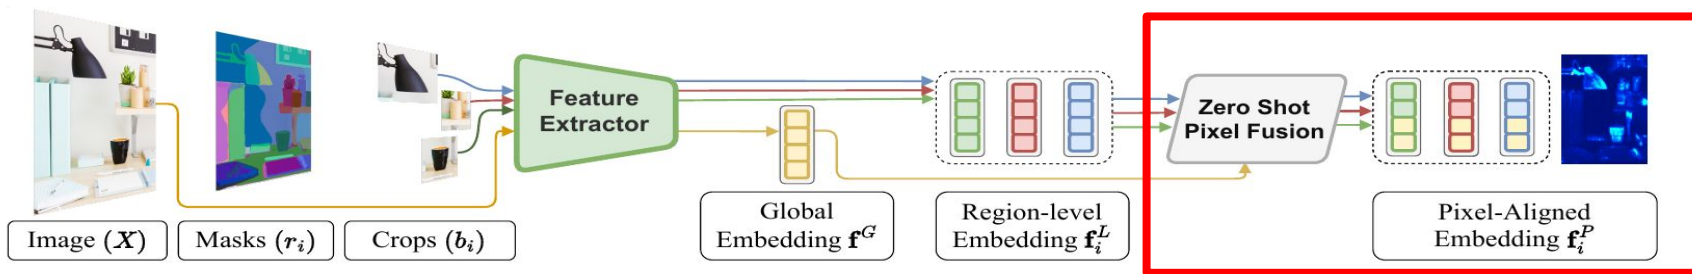 Feature
Extractor
Zero Shot
Pixel Fusion
Image (X)
Masks (r_i)
Crops (b_i)
Global
Embedding f^G
Region-level
Embedding f_i^L
Pixel-Aligned
Embedding f_i^P